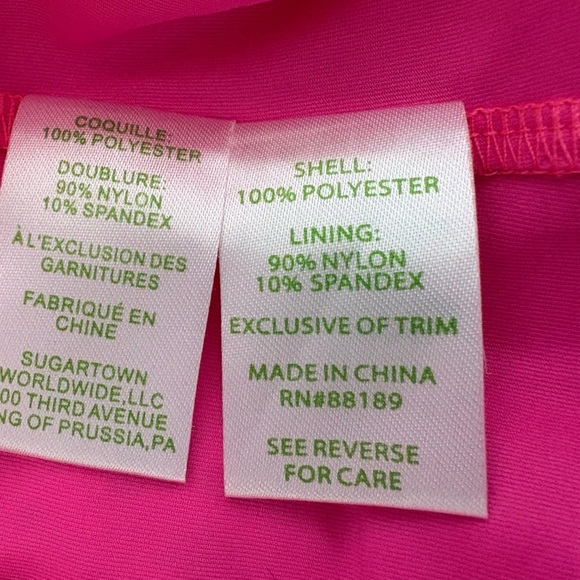 COQUILLE:
100% POLYESTER
DOUBLURE:
90% NYLON
10% SPANDEX
À L'EXCLUSION DES
GARNITURES
FABRIQUÉ EN
CHINE
SUGARTOWN
WORLDWIDE,LLC
00 THIRD AVENUE
NG OF PRUSSIA,PA
SHELL:
100% POLYESTER
LINING:
90% NYLON
10% SPANDEX
EXCLUSIVE OF TRIM
MADE IN CHINA
RN#88189
SEE REVERSE
FOR CARE